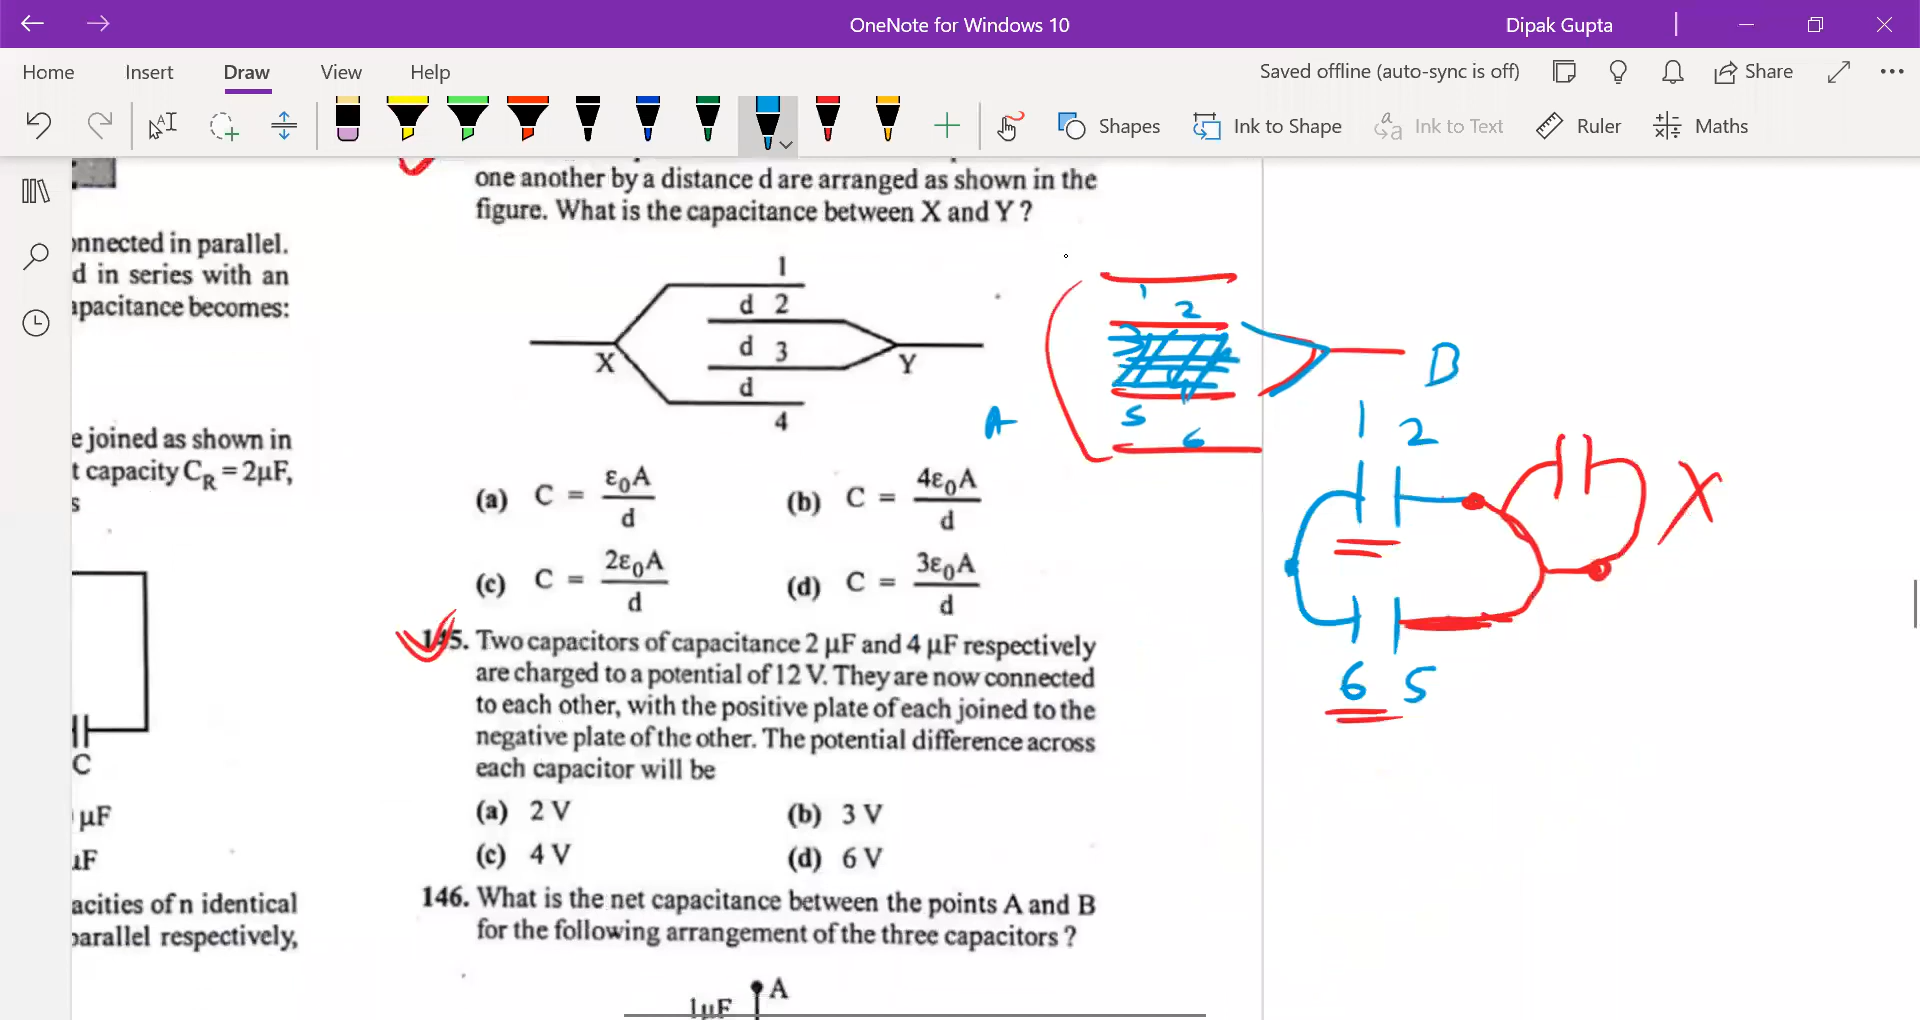 OneNote for Windows 10
Dipak Gupta
Home Insert Draw View Help
Saved offline (auto-sync is off) Share
Shapes Ink to Shape Ink to Text Ruler Maths
onnected in parallel.
d in series with an
apacitance becomes:
e joined as shown in
t capacity C_R = 2μF,
s
C
μF
μF
acities of n identical
parallel respectively,
one another by a distance d are arranged as shown in the
figure. What is the capacitance between X and Y ?
1
d 2
d 3
X Y
d
4
(a) C = ε₀A/d (b) C = 4ε₀A/d
(c) C = 2ε₀A/d (d) C = 3ε₀A/d
145. Two capacitors of capacitance 2 μF and 4 μF respectively
are charged to a potential of 12 V. They are now connected
to each other, with the positive plate of each joined to the
negative plate of the other. The potential difference across
each capacitor will be
(a) 2 V (b) 3 V
(c) 4 V (d) 6 V
146. What is the net capacitance between the points A and B
for the following arrangement of the three capacitors ?
A
1μF
1
2
B
A
5
6
1 2
X
6 5